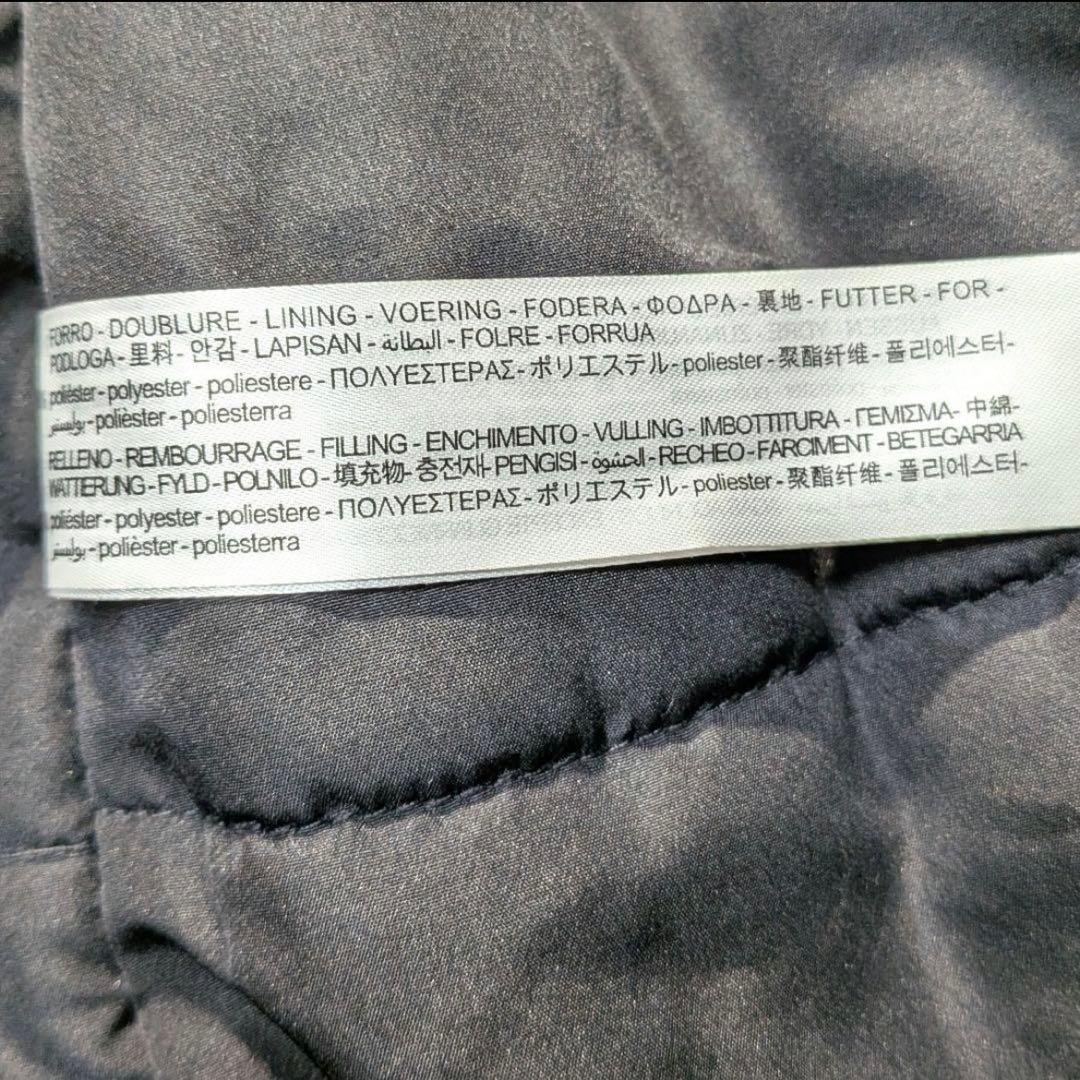 FORRO - DOUBLURE - LINING - VOERING - FODERA - ΦΟΔΡΑ - 裏地 - FUTTER - FOR -
PODLOGA - 里料 - 안감 - LAPISAN - البطانة - FOLRE - FORRUA
poliéster - polyester - poliestere - ΠΟΛΥΕΣΤΕΡΑΣ - ポリエステル - poliester - 聚酯纤维 - 폴리에스터 -
بوليستر - polièster - poliesterra
RELLENO - REMBOURRAGE - FILLING - ENCHIMENTO - VULLING - IMBOTTITURA - ΓΕΜΙΣΜΑ - 中綿 -
WATTERUNG - FYLD - POLNILO - 填充物 - 충전재 - PENGISI - الحشوة - RECHEO - FARCIMENT - BETEGARRIA
poliéster - polyester - poliestere - ΠΟΛΥΕΣΤΕΡΑΣ - ポリエステル - poliester - 聚酯纤维 - 폴리에스터 -
بوليستر - polièster - poliesterra